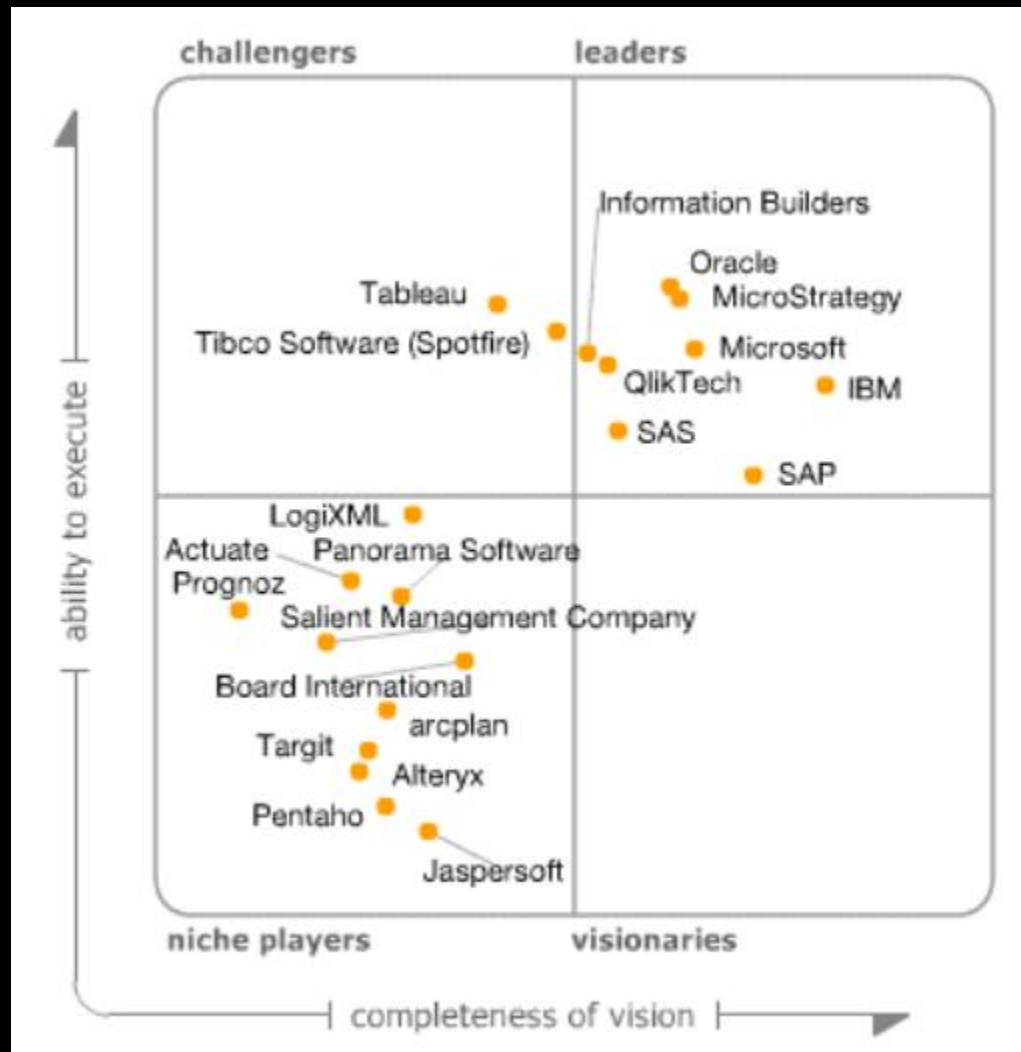 challengers
leaders
Information Builders
Oracle
Tableau
MicroStrategy
Tibco Software (Spotfire)
Microsoft
QlikTech
IBM
SAS
SAP
ability to execute
LogiXML
Actuate
Panorama Software
Prognoz
Salient Management Company
Board International
arcplan
Targit
Alteryx
Pentaho
Jaspersoft
niche players
visionaries
completeness of vision